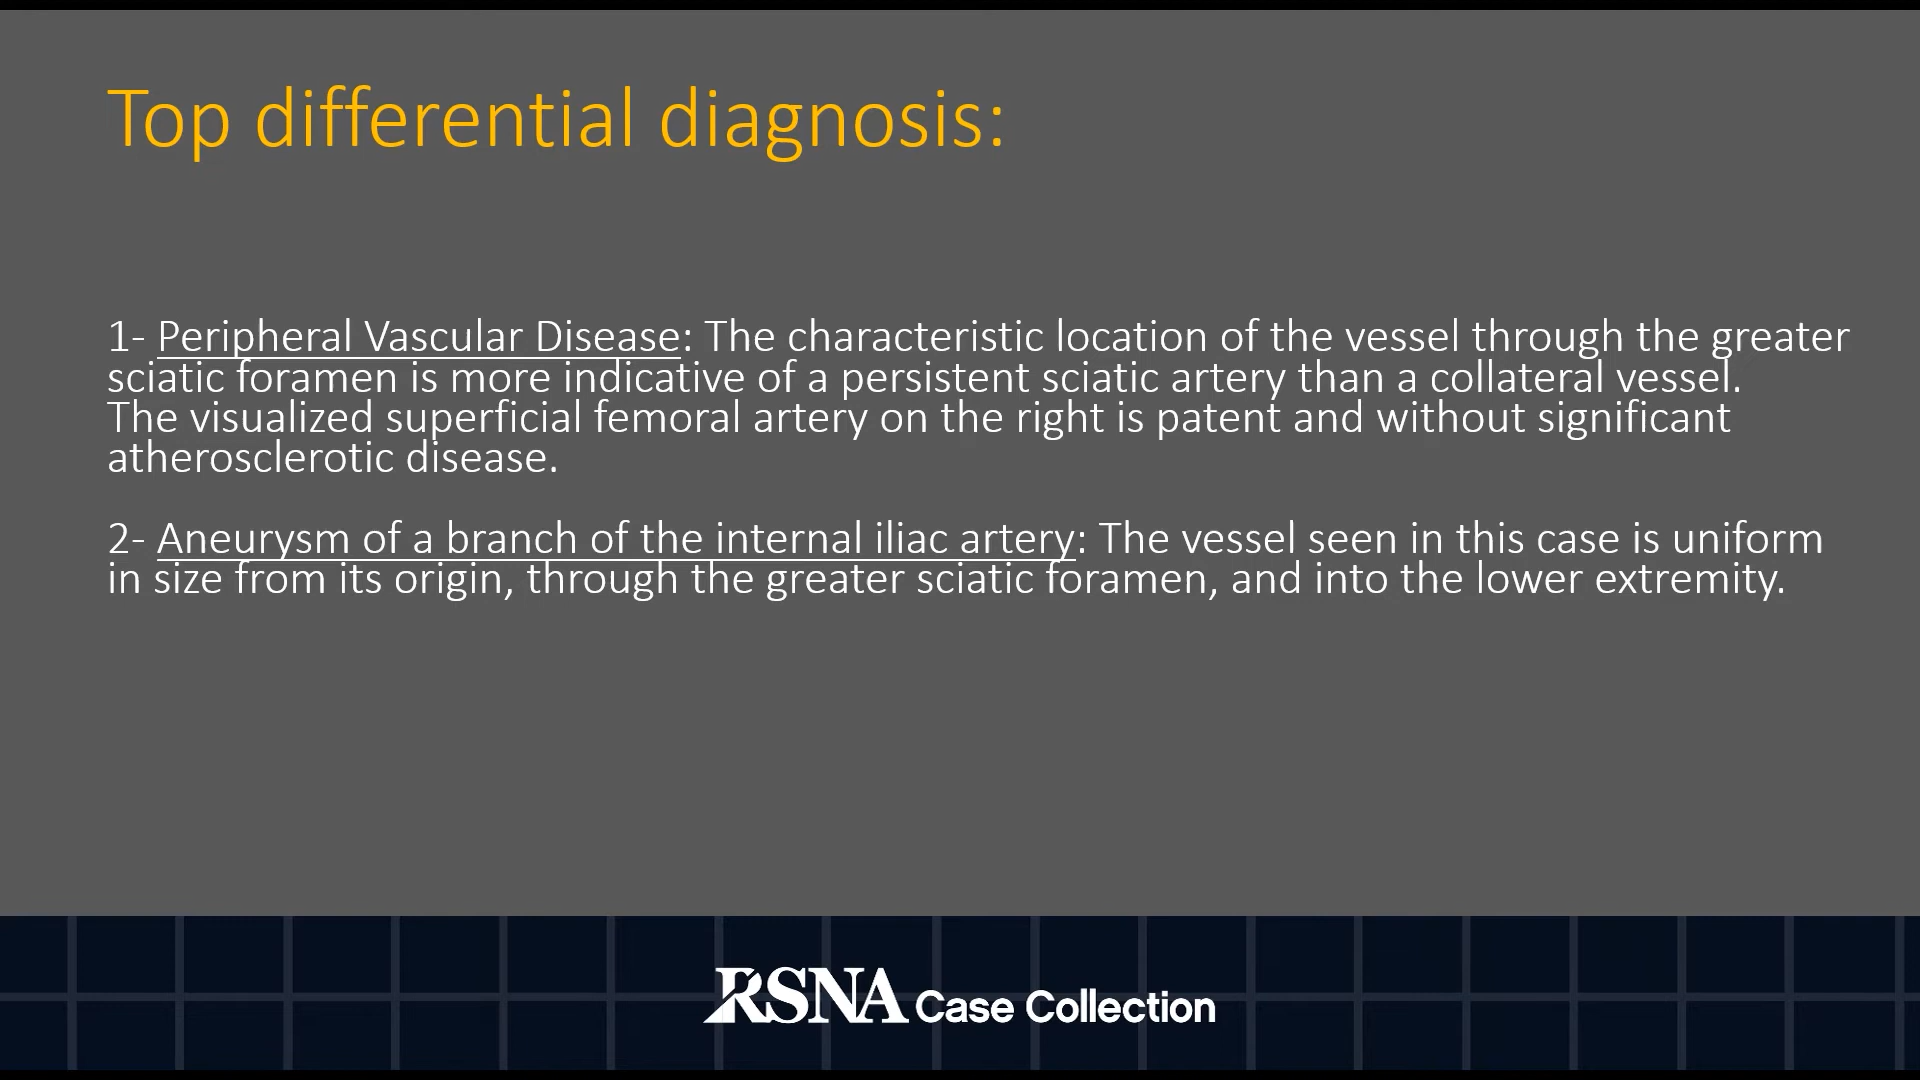 Top differential diagnosis:
1- Peripheral Vascular Disease: The characteristic location of the vessel through the greater
sciatic foramen is more indicative of a persistent sciatic artery than a collateral vessel.
The visualized superficial femoral artery on the right is patent and without significant
atherosclerotic disease.
2- Aneurysm of a branch of the internal iliac artery: The vessel seen in this case is uniform
in size from its origin, through the greater sciatic foramen, and into the lower extremity.
RSNA Case Collection